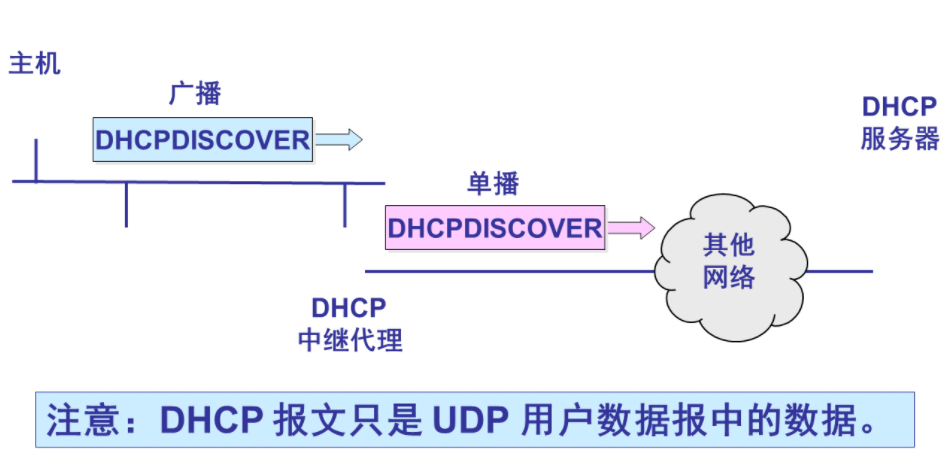 主机
广播
DHCPDISCOVER
DHCP
服务器
单播
DHCPDISCOVER
其他
网络
DHCP
中继代理
注意：DHCP 报文只是 UDP 用户数据报中的数据。